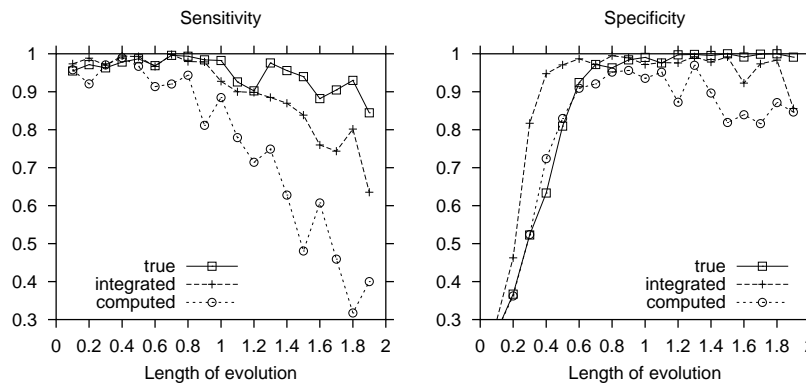 Sensitivity
1
0.9
0.8
0.7
0.6
0.5
0.4
0.3
true
integrated
computed
0 0.2 0.4 0.6 0.8 1 1.2 1.4 1.6 1.8 2
Length of evolution
Specificity
1
0.9
0.8
0.7
0.6
0.5
0.4
0.3
true
integrated
computed
0 0.2 0.4 0.6 0.8 1 1.2 1.4 1.6 1.8 2
Length of evolution